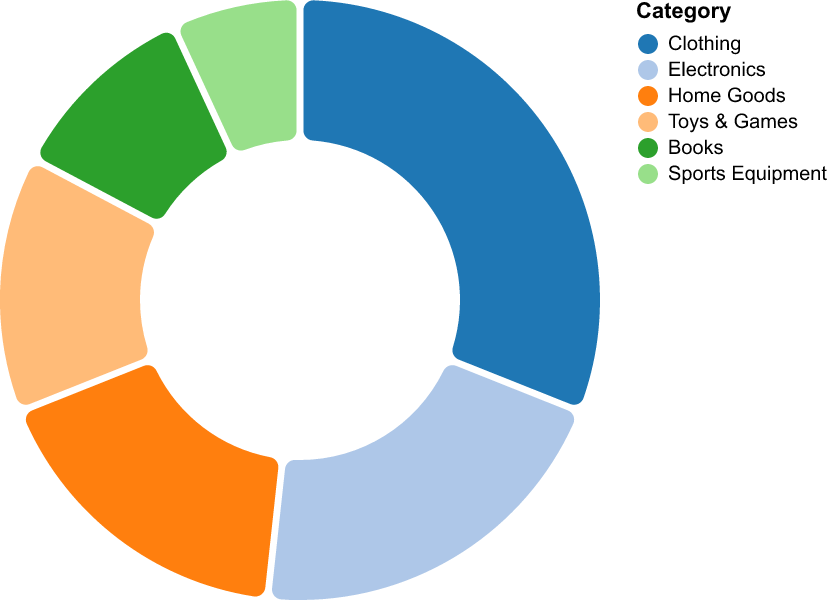 Category
Clothing
Electronics
Home Goods
Toys & Games
Books
Sports Equipment